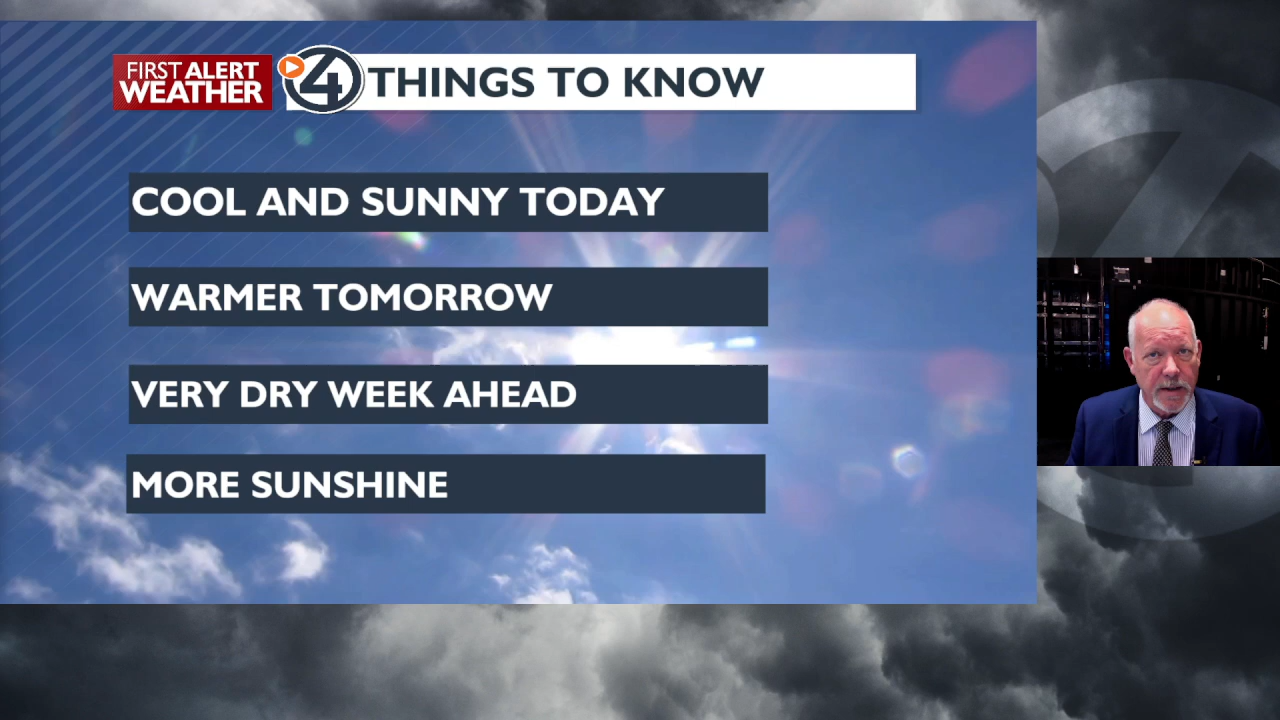 FIRST ALERT
WEATHER
4 THINGS TO KNOW
COOL AND SUNNY TODAY
WARMER TOMORROW
VERY DRY WEEK AHEAD
MORE SUNSHINE